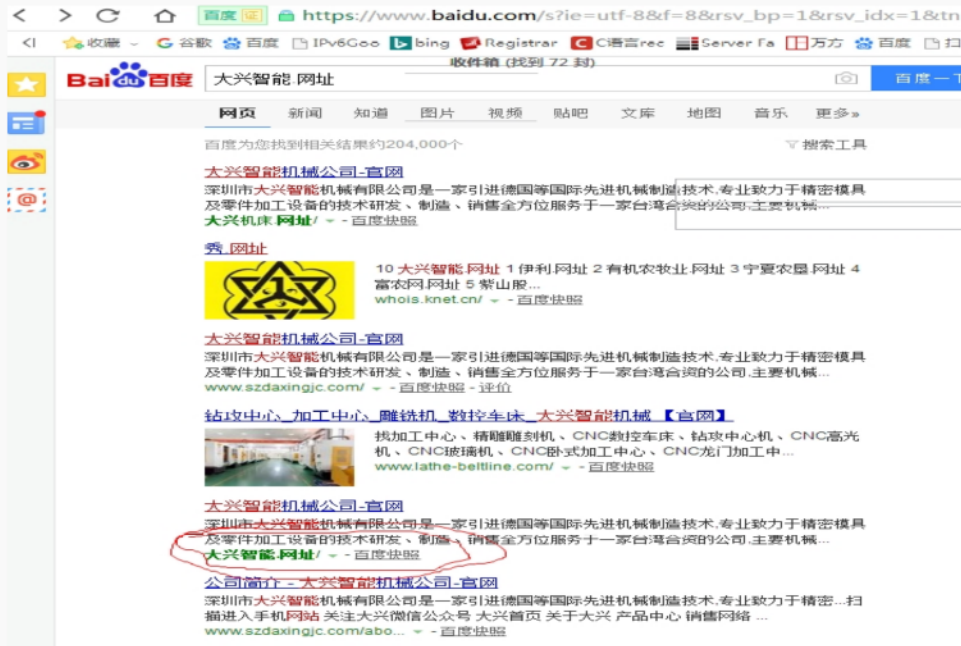 百度 证 https://www.baidu.com/s?ie=utf-8&f=8&rsv_bp=1&rsv_idx=1&tn
收藏 G 谷歌 百度 IPv6Goo bing Registrar C语言rec Server Fa 万方 百度
收件箱 (找到 72 封)
Bai du 百度 大兴智能.网址 百度一下
网页 新闻 知道 图片 视频 贴吧 文库 地图 音乐 更多»
百度为您找到相关结果约204,000个 搜索工具
大兴智能机械公司-官网
深圳市大兴智能机械有限公司是一家引进德国等国际先进机械制造技术,专业致力于精密模具
及零件加工设备的技术研发、制造、销售全方位服务于一家台湾合资的公司,主要机械...
大兴机床.网址/ - 百度快照
秀.网址
10 大兴智能.网址 1 伊利.网址 2 有机农牧业.网址 3 宁夏农垦.网址 4
富农网.网址 5 紫山股...
whois.knet.cn/ - 百度快照
大兴智能机械公司-官网
深圳市大兴智能机械有限公司是一家引进德国等国际先进机械制造技术,专业致力于精密模具
及零件加工设备的技术研发、制造、销售全方位服务于一家台湾合资的公司,主要机械...
www.szdaxingjc.com/ - 百度快照 - 评价
钻攻中心_加工中心_雕铣机_数控车床_大兴智能机械【官网】
找加工中心、精雕雕刻机、CNC数控车床、钻攻中心机、CNC高光
机、CNC玻璃机、CNC卧式加工中心、CNC龙门加工中...
www.lathe-beltline.com/ - 百度快照
大兴智能机械公司-官网
深圳市大兴智能机械有限公司是一家引进德国等国际先进机械制造技术,专业致力于精密模具
及零件加工设备的技术研发、制造、销售全方位服务于一家台湾合资的公司,主要机械...
大兴智能.网址/ - 百度快照
公司简介 - 大兴智能机械公司-官网
深圳市大兴智能机械有限公司是一家引进德国等国际先进机械制造技术,专业致力于精密...扫
描进入手机网站 关注大兴微信公众号 大兴首页 关于大兴 产品中心 销售网络 ...
www.szdaxingjc.com/abo... - 百度快照